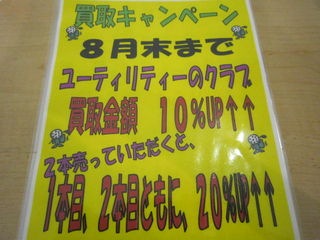 買取キャンペーン
8月末まで
ユーティリティーのクラブ
買取金額 10%UP↑↑
2本売っていただくと、
1本目、2本目ともに、20%UP↑↑